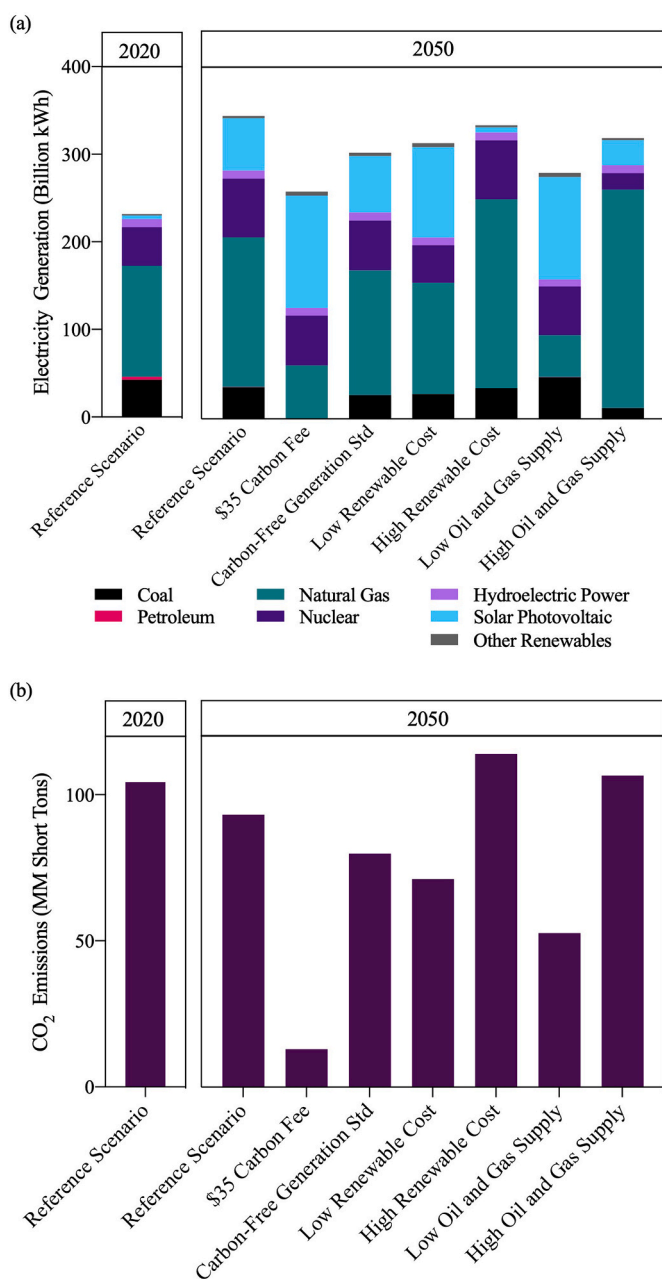 (a)
2020
2050
400
300
200
100
0
Electricity Generation (Billion kWh)
Reference Scenario
Reference Scenario
$35 Carbon Fee
Carbon-Free Generation Std
Low Renewable Cost
High Renewable Cost
Low Oil and Gas Supply
High Oil and Gas Supply
Coal
Natural Gas
Hydroelectric Power
Petroleum
Nuclear
Solar Photovoltaic
Other Renewables
(b)
2020
2050
100
50
0
CO2 Emissions (MM Short Tons)
Reference Scenario
Reference Scenario
$35 Carbon Fee
Carbon-Free Generation Std
Low Renewable Cost
High Renewable Cost
Low Oil and Gas Supply
High Oil and Gas Supply